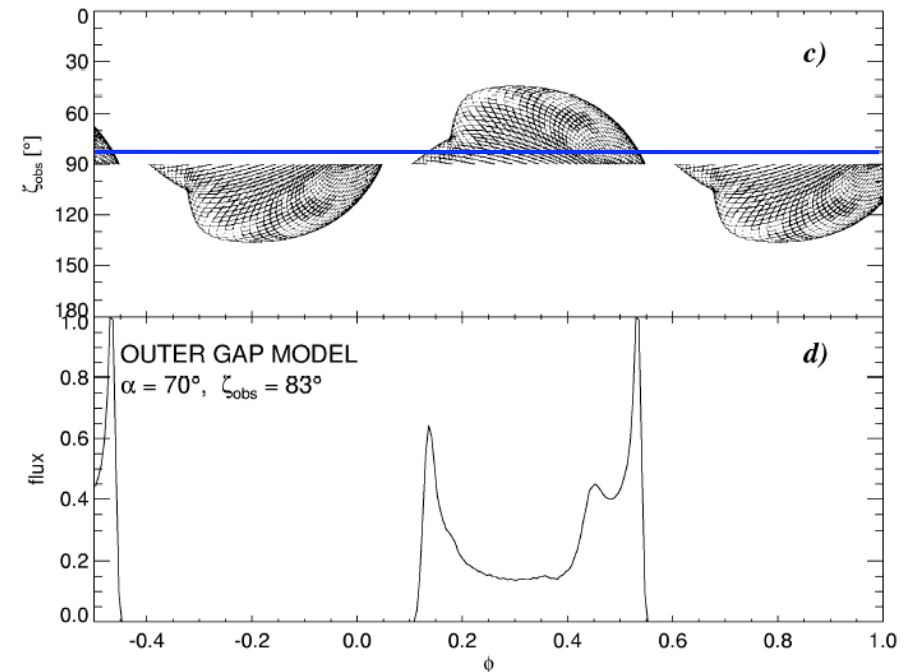 c)
0
30
60
90
120
150
180
ζobs [°]
d)
OUTER GAP MODEL
α = 70°, ζobs = 83°
1.0
0.8
0.6
0.4
0.2
0.0
flux
-0.4 -0.2 0.0 0.2 0.4 0.6 0.8 1.0
ϕ